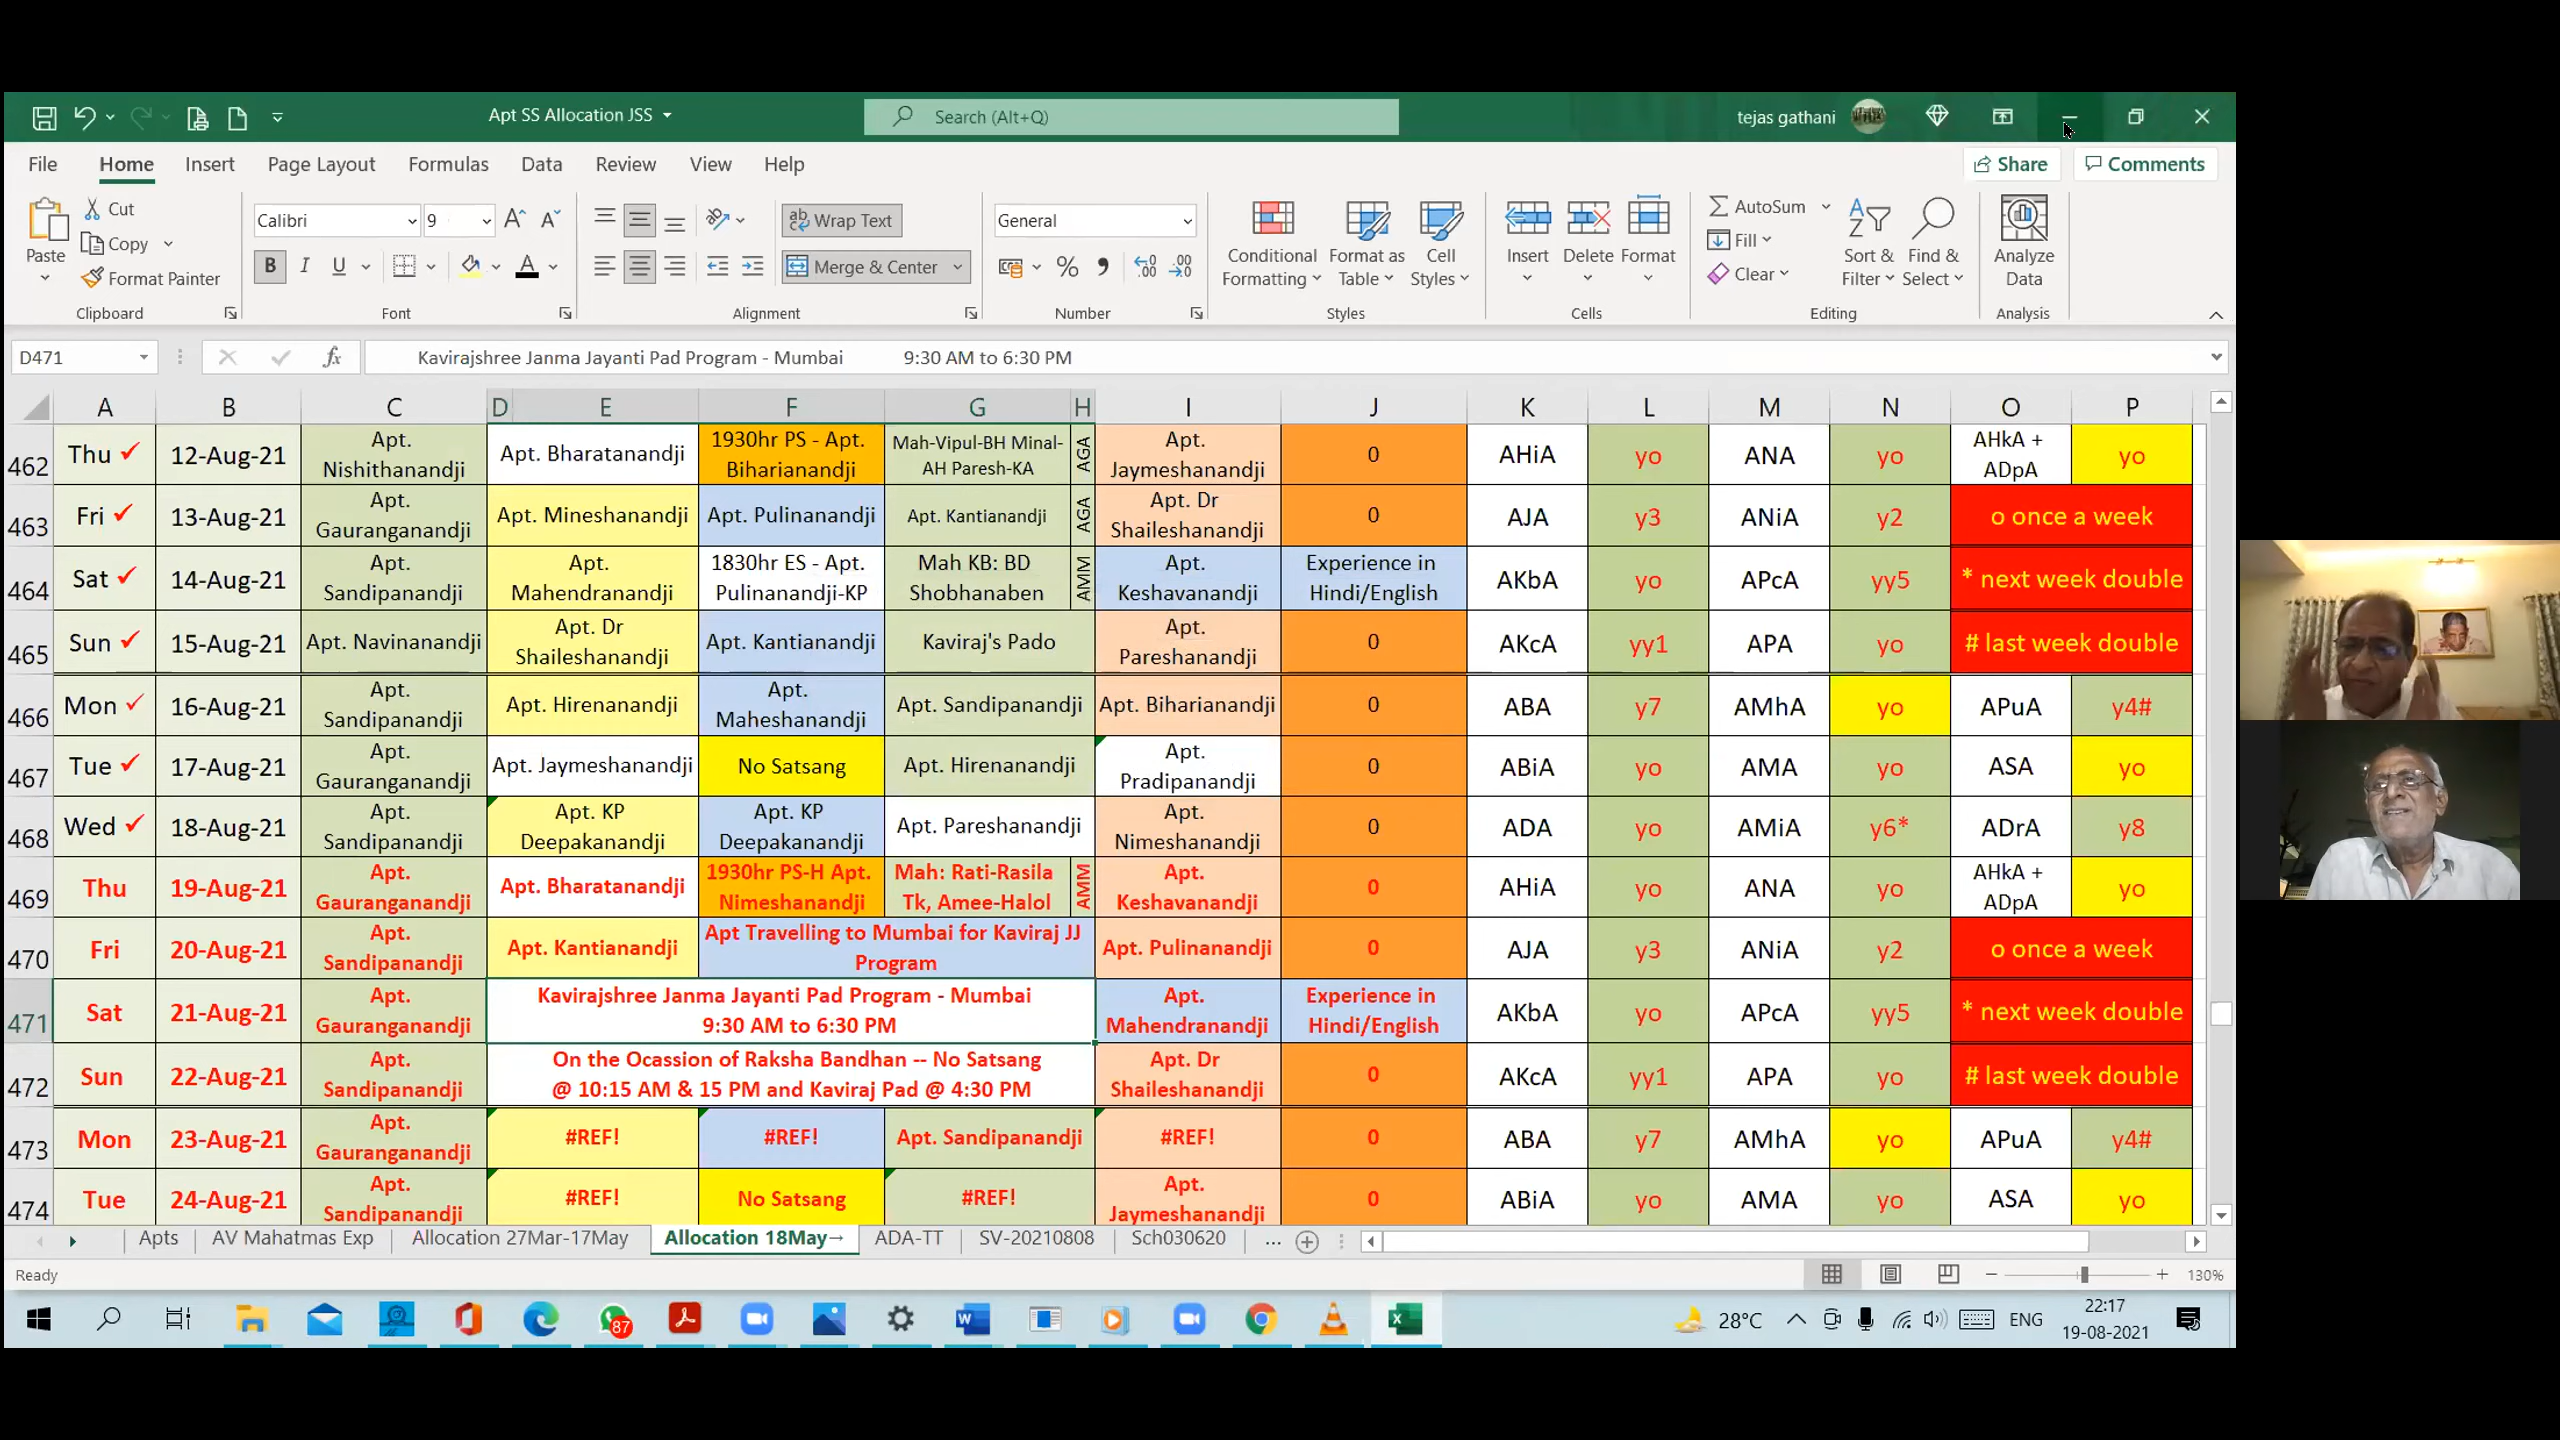 Apt SS Allocation JSS
Search (Alt+Q)
tejas gathani
File Home Insert Page Layout Formulas Data Review View Help
Share Comments
Paste
Cut
Copy
Format Painter
Calibri 9
B I U
Wrap Text
Merge & Center
General
Conditional Formatting
Format as Table
Cell Styles
Insert Delete Format
AutoSum
Fill
Clear
Sort & Filter
Find & Select
Analyze Data
Clipboard Font Alignment Number Styles Cells Editing Analysis
D471 fx Kavirajshree Janma Jayanti Pad Program - Mumbai 9:30 AM to 6:30 PM
A B C D E F G H I J K L M N O P
462 Thu ✓ 12-Aug-21 Apt. Nishithanandji Apt. Bharatanandji 1930hr PS - Apt. Biharianandji Mah-Vipul-BH Minal-AH Paresh-KA AGA Apt. Jaymeshanandji 0 AHiA yo ANA yo AHkA + ADpA yo
463 Fri ✓ 13-Aug-21 Apt. Gauranganandji Apt. Mineshanandji Apt. Pulinanandji Apt. Kantianandji AGA Apt. Dr Shaileshanandji 0 AJA y3 ANiA y2 o once a week
464 Sat ✓ 14-Aug-21 Apt. Sandipanandji Apt. Mahendranandji 1830hr ES - Apt. Pulinanandji-KP Mah KB: BD Shobhanaben AMM Apt. Keshavanandji Experience in Hindi/English AKbA yo APcA yy5 * next week double
465 Sun ✓ 15-Aug-21 Apt. Navinanandji Apt. Dr Shaileshanandji Apt. Kantianandji Kaviraj's Pado Apt. Pareshanandji 0 AKcA yy1 APA yo # last week double
466 Mon ✓ 16-Aug-21 Apt. Sandipanandji Apt. Hirenanandji Apt. Maheshanandji Apt. Sandipanandji Apt. Biharianandji 0 ABA y7 AMhA yo APuA y4#
467 Tue ✓ 17-Aug-21 Apt. Gauranganandji Apt. Jaymeshanandji No Satsang Apt. Hirenanandji Apt. Pradipanandji 0 ABiA yo AMA yo ASA yo
468 Wed ✓ 18-Aug-21 Apt. Sandipanandji Apt. KP Deepakanandji Apt. KP Deepakanandji Apt. Pareshanandji Apt. Nimeshanandji 0 ADA yo AMiA y6* ADrA y8
469 Thu 19-Aug-21 Apt. Gauranganandji Apt. Bharatanandji 1930hr PS-H Apt. Nimeshanandji Mah: Rati-Rasila Tk, Amee-Halol AMM Apt. Keshavanandji 0 AHiA yo ANA yo AHkA + ADpA yo
470 Fri 20-Aug-21 Apt. Sandipanandji Apt. Kantianandji Apt Travelling to Mumbai for Kaviraj JJ Program Apt. Pulinanandji 0 AJA y3 ANiA y2 o once a week
471 Sat 21-Aug-21 Apt. Gauranganandji Kavirajshree Janma Jayanti Pad Program - Mumbai 9:30 AM to 6:30 PM Apt. Mahendranandji Experience in Hindi/English AKbA yo APcA yy5 * next week double
472 Sun 22-Aug-21 Apt. Sandipanandji On the Ocassion of Raksha Bandhan -- No Satsang @ 10:15 AM & 15 PM and Kaviraj Pad @ 4:30 PM Apt. Dr Shaileshanandji 0 AKcA yy1 APA yo # last week double
473 Mon 23-Aug-21 Apt. Gauranganandji #REF! #REF! Apt. Sandipanandji #REF! 0 ABA y7 AMhA yo APuA y4#
474 Tue 24-Aug-21 Apt. Sandipanandji #REF! No Satsang #REF! Apt. Jaymeshanandji 0 ABiA yo AMA yo ASA yo
Apts AV Mahatmas Exp Allocation 27Mar-17May Allocation 18May→ ADA-TT SV-20210808 Sch030620 ...
Ready 130%
87 28°C ENG 22:17
19-08-2021